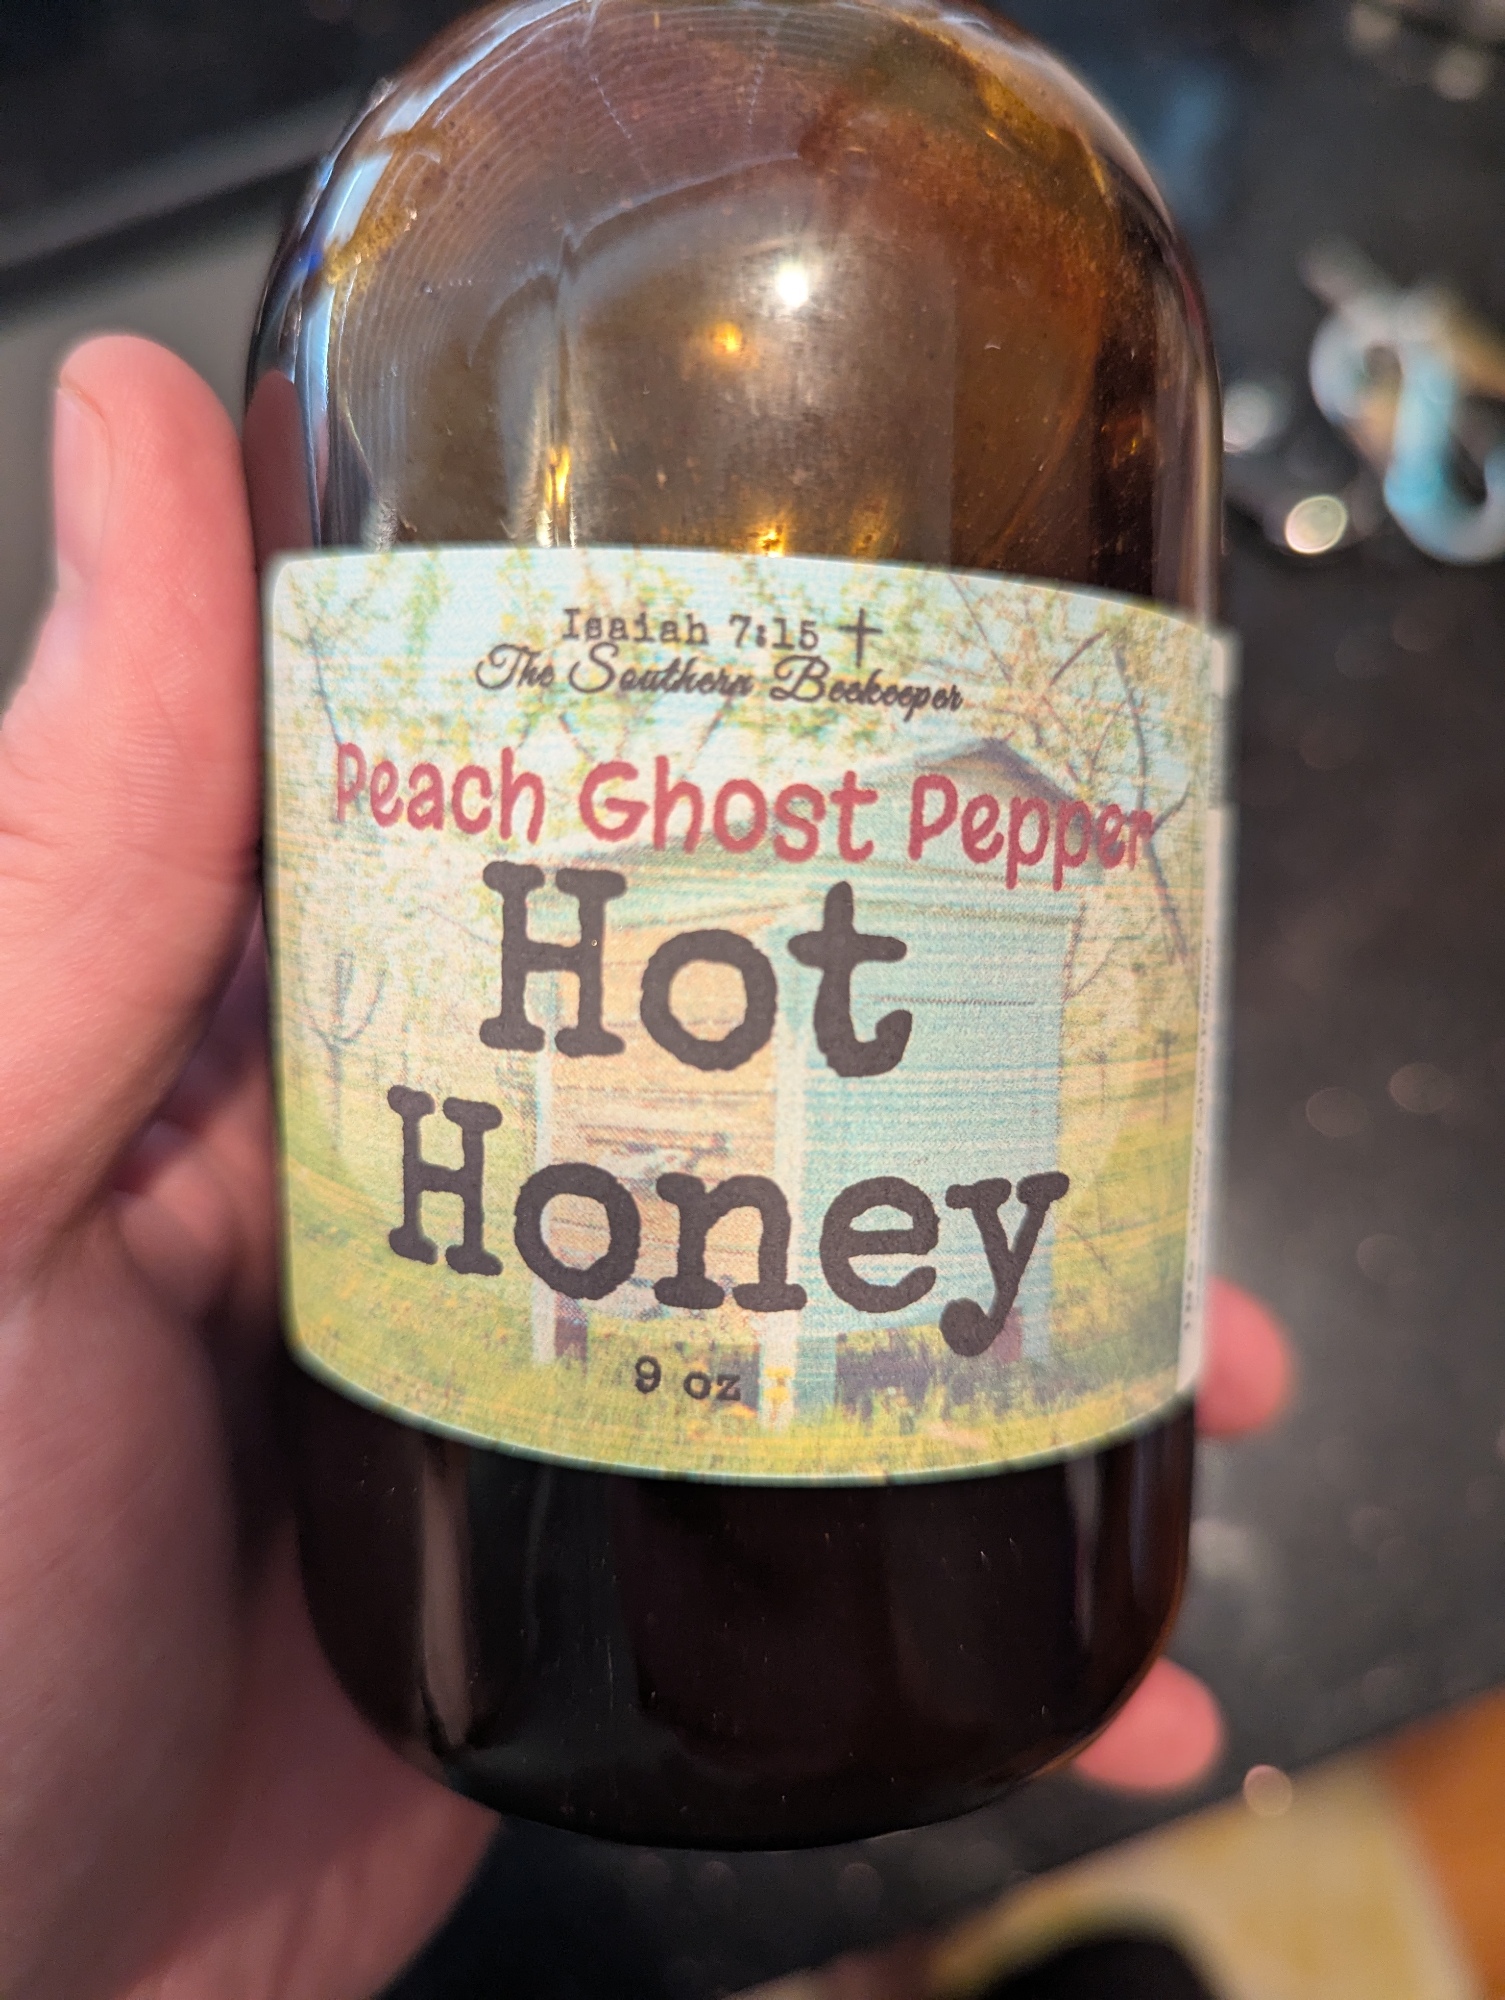 Isaiah 7:15
The Southern Beekeeper
Peach Ghost Pepper
Hot
Honey
9 oz